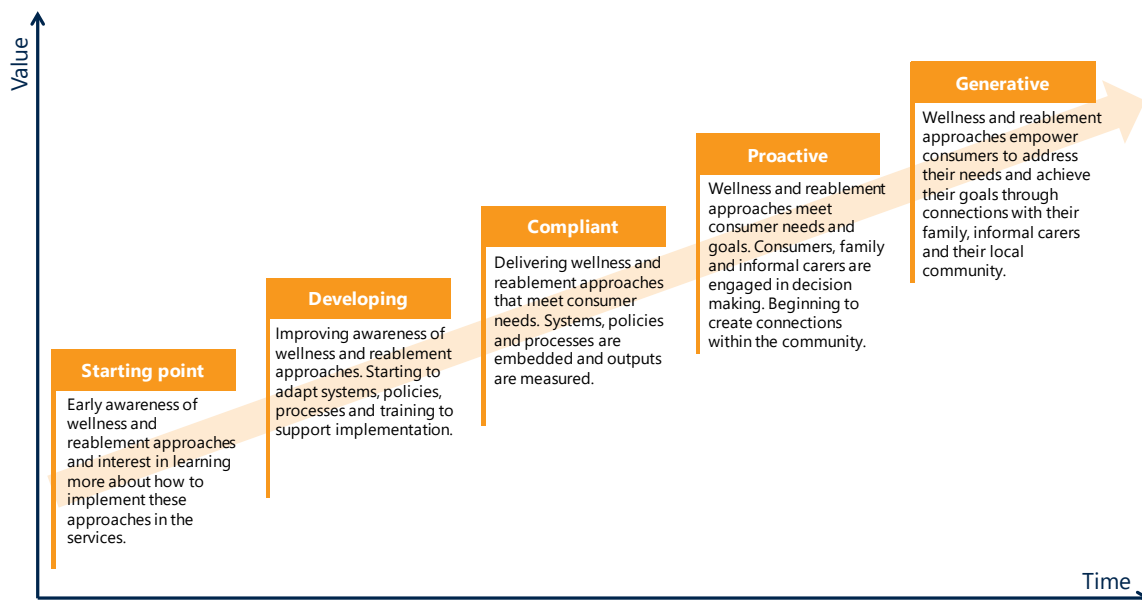 Value
Generative
Wellness and reablement
approaches empower
consumers to address
their needs and achieve
their goals through
connections with their
family, informal carers
and their local
community.
Proactive
Wellness and reablement
approaches meet
consumer needs and
goals. Consumers, family
and informal carers are
engaged in decision
making. Beginning to
create connections
within the community.
Compliant
Delivering wellness and
reablement approaches
that meet consumer
needs. Systems, policies
and processes are
embedded and outputs
are measured.
Developing
Improving awareness of
wellness and reablement
approaches. Starting to
adapt systems, policies,
processes and training to
support implementation.
Starting point
Early awareness of
wellness and
reablement approaches
and interest in learning
more about how to
implement these
approaches in the
services.
Time